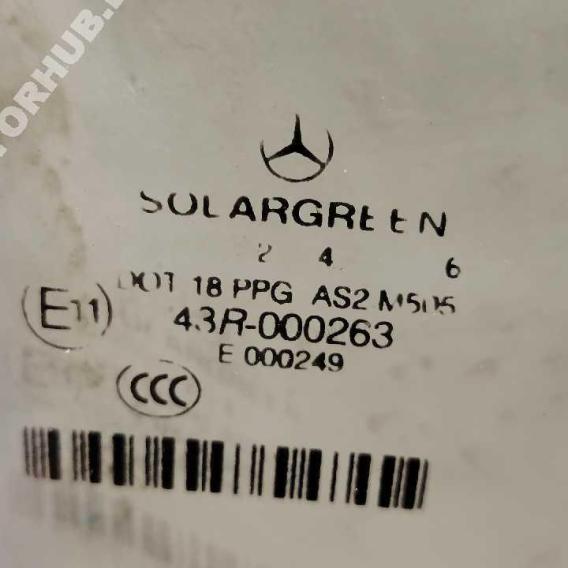 SOLARGREEN
2 4 6
DOT 18 PPG AS2 M505
E11
43R-000263
E 000249
CCC